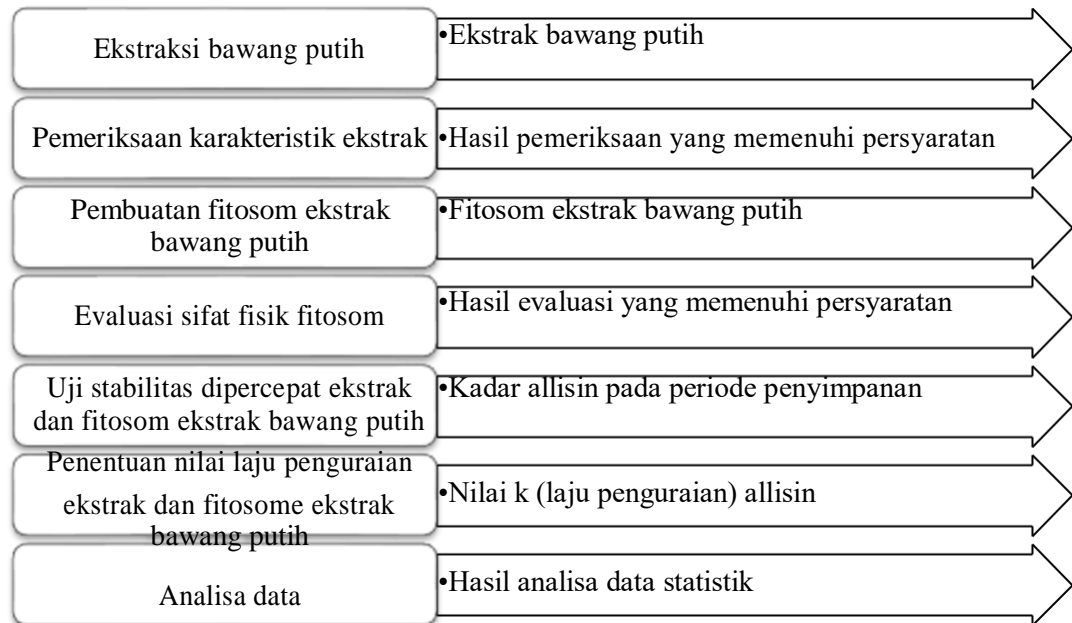 Ekstraksi bawang putih
•Ekstrak bawang putih
Pemeriksaan karakteristik ekstrak
•Hasil pemeriksaan yang memenuhi persyaratan
Pembuatan fitosom ekstrak
bawang putih
•Fitosom ekstrak bawang putih
Evaluasi sifat fisik fitosom
•Hasil evaluasi yang memenuhi persyaratan
Uji stabilitas dipercepat ekstrak
dan fitosom ekstrak bawang putih
•Kadar allisin pada periode penyimpanan
Penentuan nilai laju penguraian
ekstrak dan fitosome ekstrak
bawang putih
•Nilai k (laju penguraian) allisin
Analisa data
•Hasil analisa data statistik